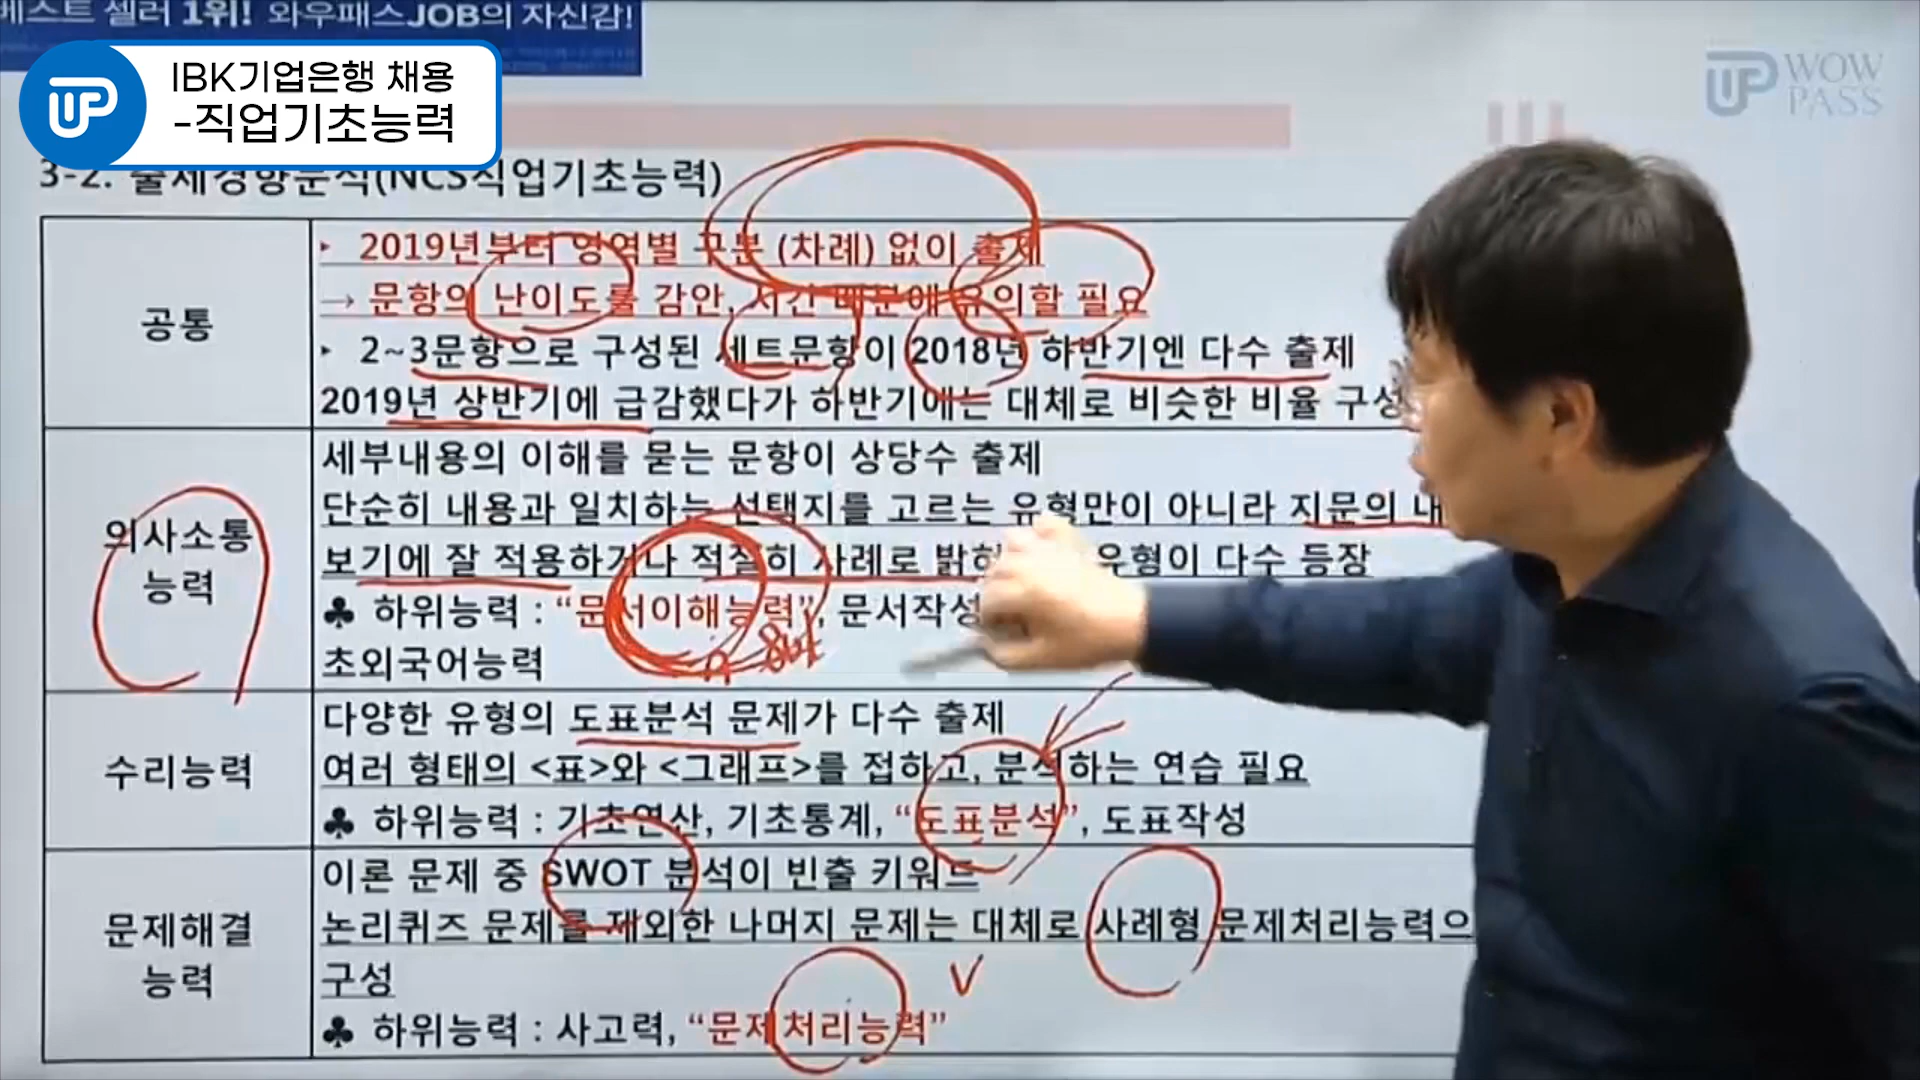 베스트 셀러 1위! 와우패스JOB의 자신감!
UP
IBK기업은행 채용
-직업기초능력
UP WOW
PASS
3-2. 출제경향분석(NCS직업기초능력)
공통
‣ 2019년부터 영역별 구분 (차례) 없이 출제
→ 문항의 난이도를 감안, 시간 배분에 유의할 필요
‣ 2~3문항으로 구성된 세트문항이 2018년 하반기엔 다수 출제
2019년 상반기에 급감했다가 하반기에는 대체로 비슷한 비율 구성
의사소통
능력
세부내용의 이해를 묻는 문항이 상당수 출제
단순히 내용과 일치하는 선택지를 고르는 유형만이 아니라 지문의 내
보기에 잘 적용하거나 적절히 사례로 밝히 유형이 다수 등장
♣ 하위능력 : “문서이해능력”, 문서작성
초외국어능력
수리능력
다양한 유형의 도표분석 문제가 다수 출제
여러 형태의 <표>와 <그래프>를 접하고, 분석하는 연습 필요
♣ 하위능력 : 기초연산, 기초통계, “도표분석”, 도표작성
문제해결
능력
이론 문제 중 SWOT 분석이 빈출 키워드
논리퀴즈 문제를 제외한 나머지 문제는 대체로 사례형 문제처리능력으
구성
♣ 하위능력 : 사고력, “문제처리능력”